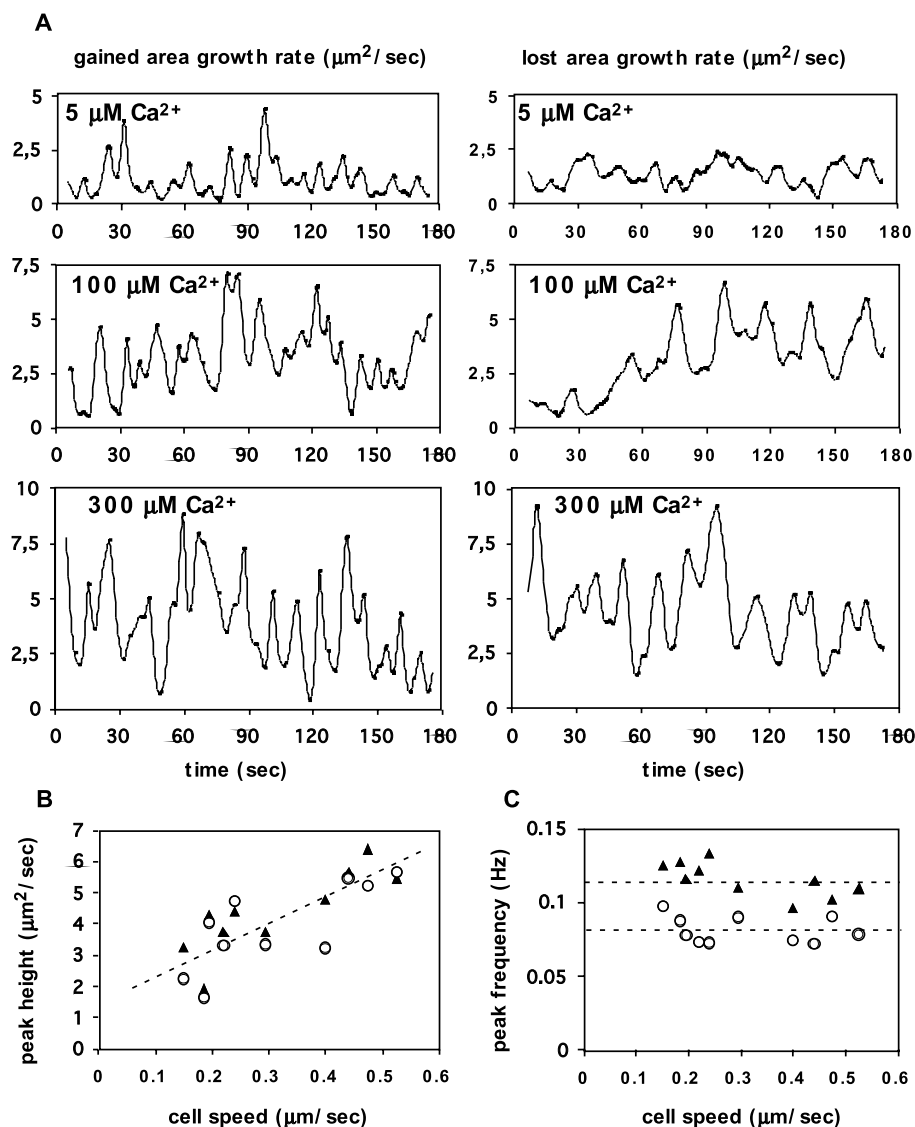 A
gained area growth rate (μm²/ sec)
lost area growth rate (μm²/ sec)
5 μM Ca²⁺
5
2,5
0
0 30 60 90 120 150 180
5 μM Ca²⁺
5
2,5
0
0 30 60 90 120 150 180
100 μM Ca²⁺
7,5
5
2,5
0
0 30 60 90 120 150 180
100 μM Ca²⁺
7,5
5
2,5
0
0 30 60 90 120 150 180
300 μM Ca²⁺
10
7,5
5
2,5
0
0 30 60 90 120 150 180
time (sec)
300 μM Ca²⁺
10
7,5
5
2,5
0
0 30 60 90 120 150 180
time (sec)
B
peak height (μm²/ sec)
7
6
5
4
3
2
1
0
0 0.1 0.2 0.3 0.4 0.5 0.6
cell speed (μm/ sec)
C
peak frequency (Hz)
0.15
0.1
0.05
0
0 0.1 0.2 0.3 0.4 0.5 0.6
cell speed (μm/ sec)